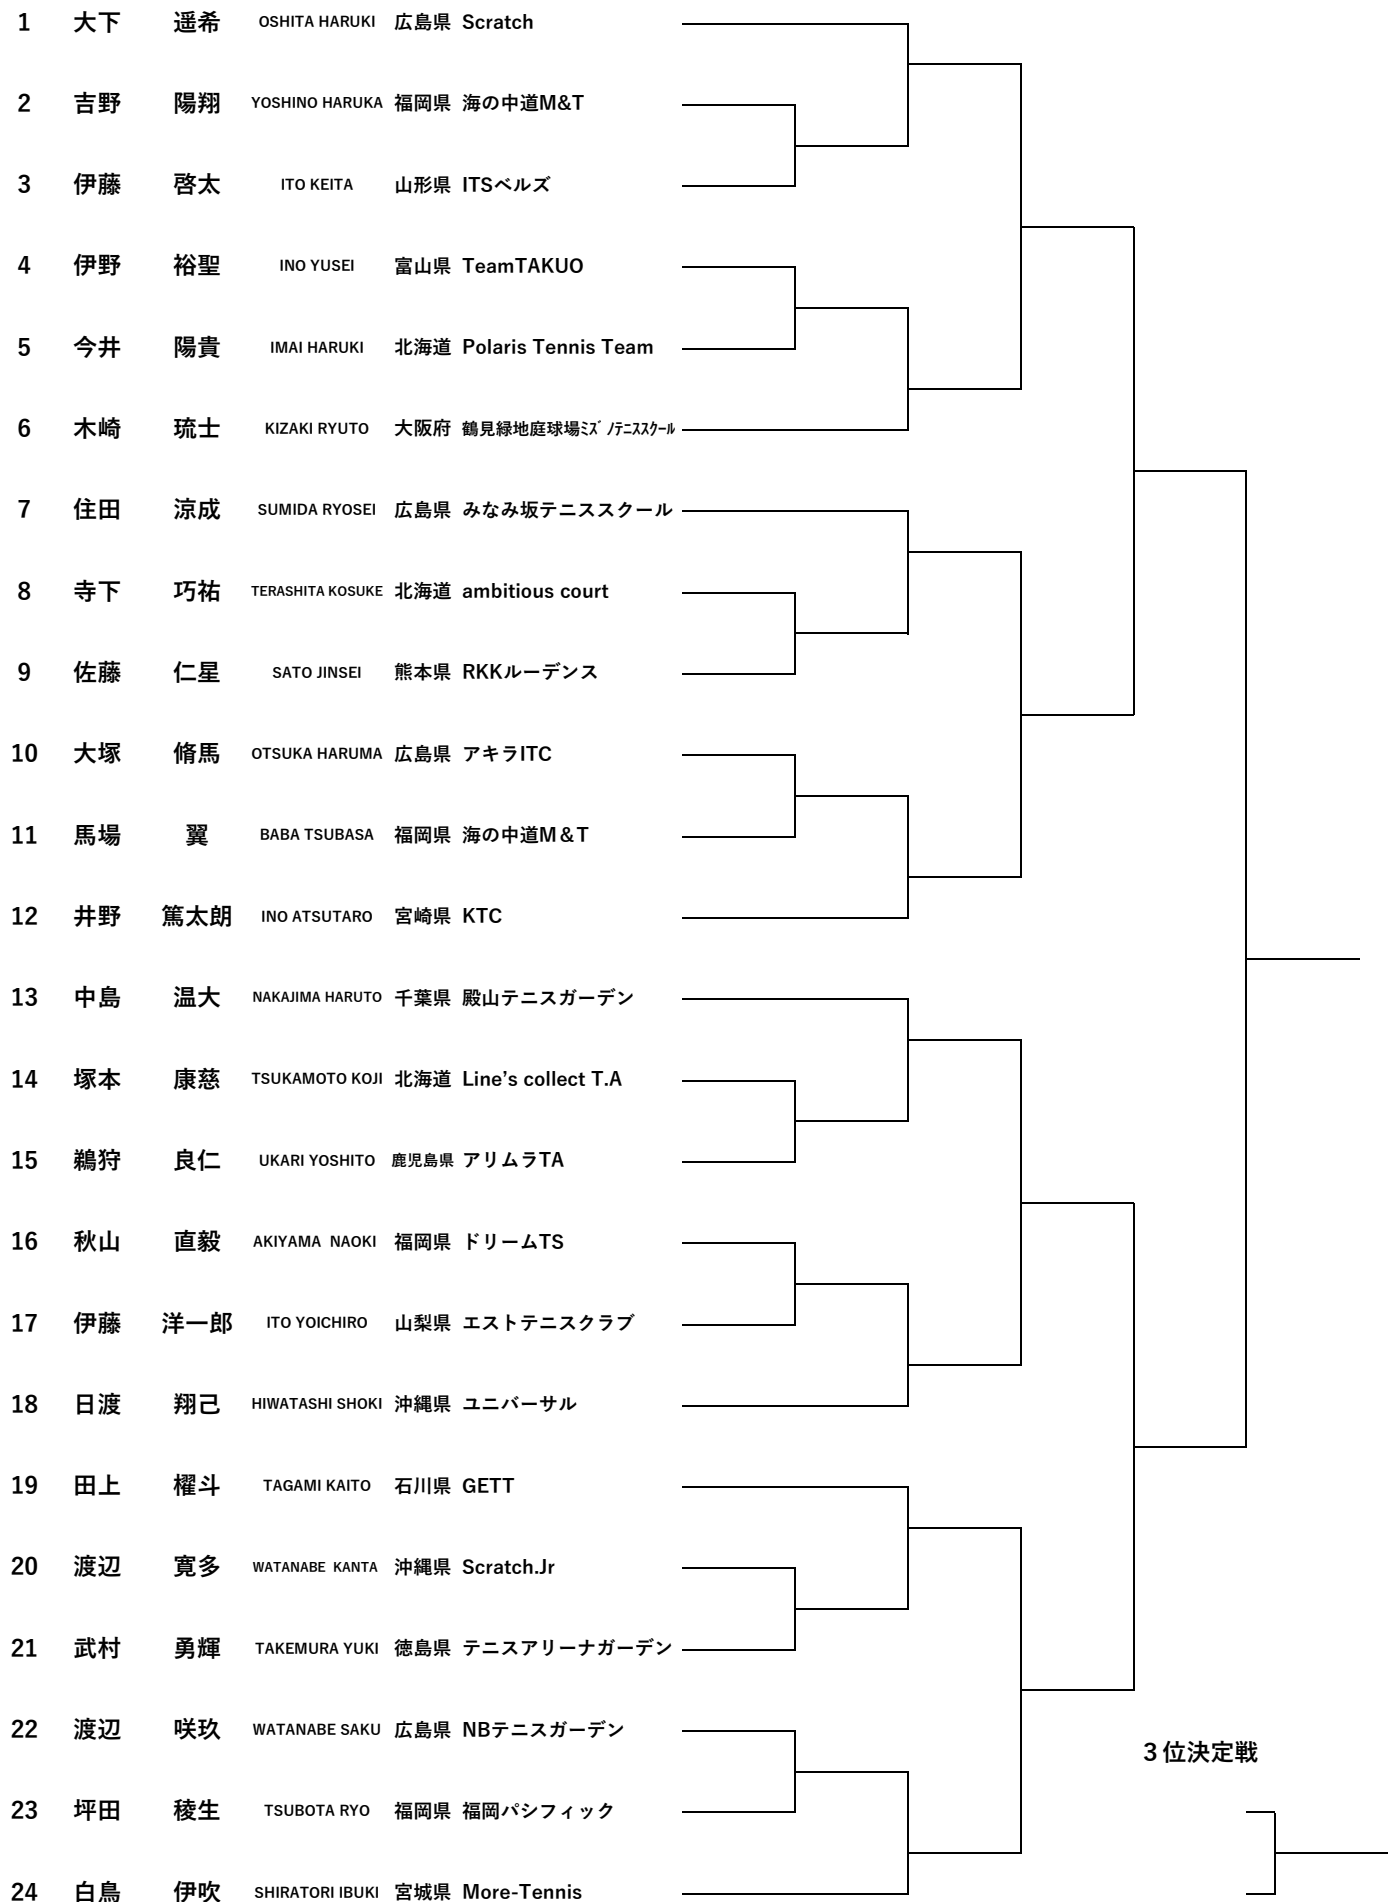 1 大下 遥希 OSHITA HARUKI 広島県 Scratch
2 吉野 陽翔 YOSHINO HARUKA 福岡県 海の中道M&T
3 伊藤 啓太 ITO KEITA 山形県 ITSベルズ
4 伊野 裕聖 INO YUSEI 富山県 TeamTAKUO
5 今井 陽貴 IMAI HARUKI 北海道 Polaris Tennis Team
6 木崎 琉士 KIZAKI RYUTO 大阪府 鶴見緑地庭球場ﾐｽﾞﾉﾃﾆｽｽｸｰﾙ
7 住田 涼成 SUMIDA RYOSEI 広島県 みなみ坂テニススクール
8 寺下 巧祐 TERASHITA KOSUKE 北海道 ambitious court
9 佐藤 仁星 SATO JINSEI 熊本県 RKKルーデンス
10 大塚 脩馬 OTSUKA HARUMA 広島県 アキラITC
11 馬場 翼 BABA TSUBASA 福岡県 海の中道M＆T
12 井野 篤太朗 INO ATSUTARO 宮崎県 KTC
13 中島 温大 NAKAJIMA HARUTO 千葉県 殿山テニスガーデン
14 塚本 康慈 TSUKAMOTO KOJI 北海道 Line’s collect T.A
15 鵜狩 良仁 UKARI YOSHITO 鹿児島県 アリムラTA
16 秋山 直毅 AKIYAMA NAOKI 福岡県 ドリームTS
17 伊藤 洋一郎 ITO YOICHIRO 山梨県 エストテニスクラブ
18 日渡 翔己 HIWATASHI SHOKI 沖縄県 ユニバーサル
19 田上 櫂斗 TAGAMI KAITO 石川県 GETT
20 渡辺 寛多 WATANABE KANTA 沖縄県 Scratch.Jr
21 武村 勇輝 TAKEMURA YUKI 徳島県 テニスアリーナガーデン
22 渡辺 咲玖 WATANABE SAKU 広島県 NBテニスガーデン
３位決定戦
23 坪田 稜生 TSUBOTA RYO 福岡県 福岡パシフィック
24 白鳥 伊吹 SHIRATORI IBUKI 宮城県 More-Tennis